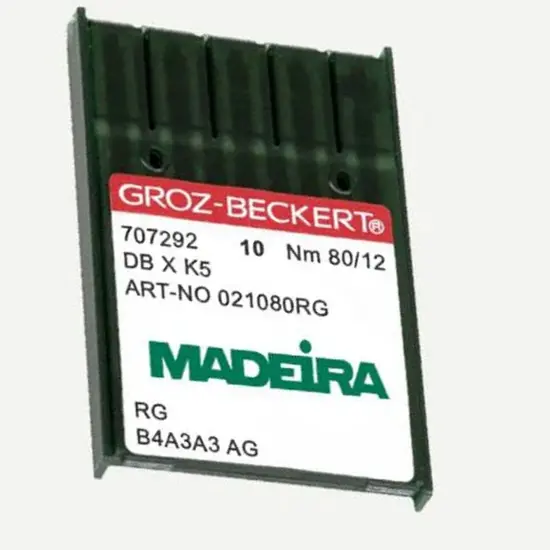 GROZ-BECKERT®
707292 10 Nm 80/12
DB X K5
ART-NO 021080RG
MADEiRA
RG
B4A3A3 AG